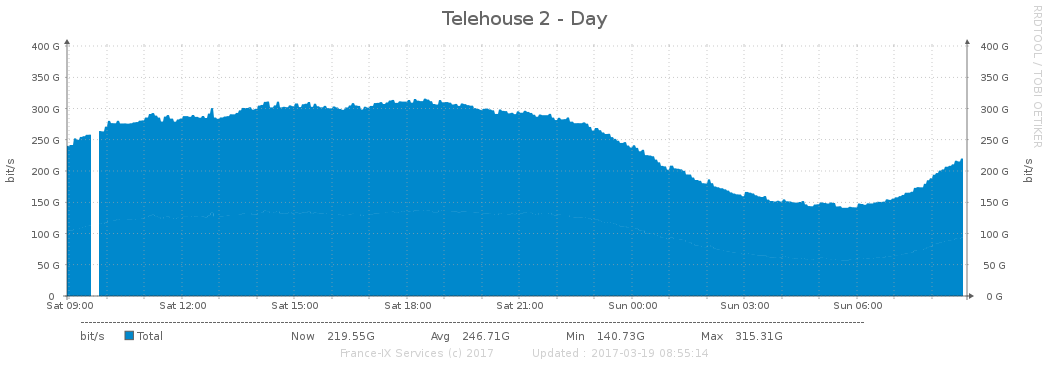 Telehouse 2 - Day
RRDTOOL / TOBI OETIKER
400 G 400 G
350 G 350 G
300 G 300 G
250 G 250 G
200 G 200 G
150 G 150 G
100 G 100 G
50 G 50 G
0 0 G
bit/s bit/s
Sat 09:00 Sat 12:00 Sat 15:00 Sat 18:00 Sat 21:00 Sun 00:00 Sun 03:00 Sun 06:00
bit/s Total Now 219.55G Avg 246.71G Min 140.73G Max 315.31G
France-IX Services (c) 2017 Updated : 2017-03-19 08:55:14